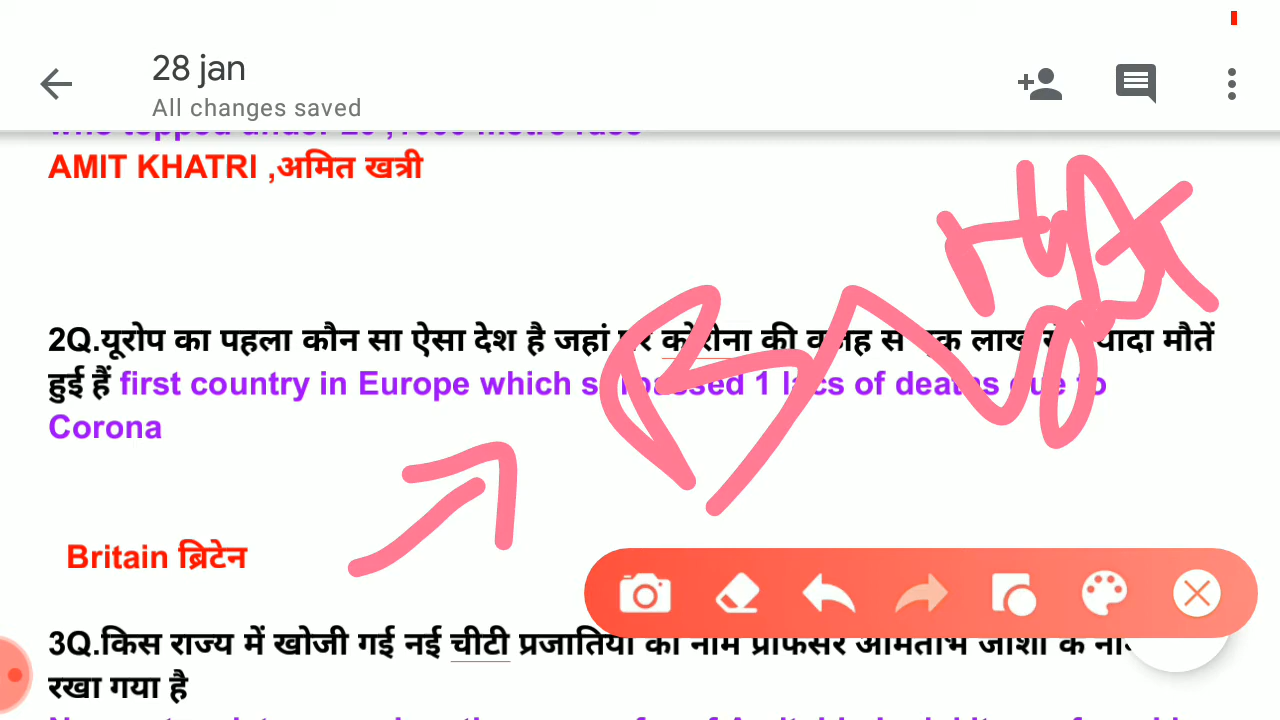 28 jan
All changes saved
AMIT KHATRI ,अमित खत्री
2Q.यूरोप का पहला कौन सा ऐसा देश है जहां पर कोरोना की वजह से एक लाख से ज्यादा मौतें
हुई हैं first country in Europe which surpassed 1 lacs of deaths due to
Corona
Britain ब्रिटेन
3Q.किस राज्य में खोजी गई नई चीटी प्रजातियों का नाम प्रोफेसर अमिताभ जोशी के
रखा गया है